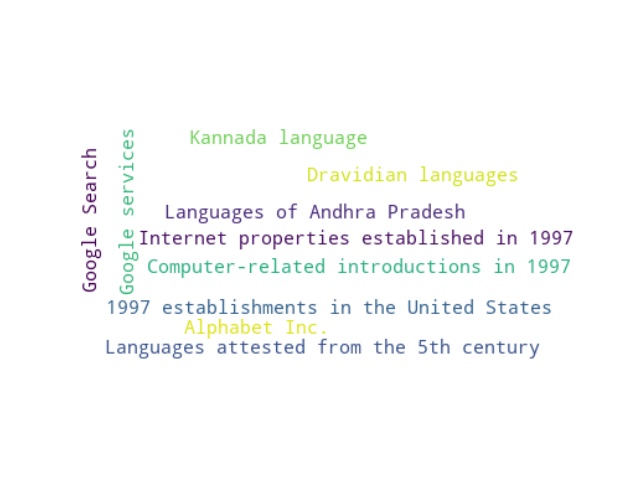 Google Search
Google services
Kannada language
Dravidian languages
Languages of Andhra Pradesh
Internet properties established in 1997
Computer-related introductions in 1997
1997 establishments in the United States
Alphabet Inc.
Languages attested from the 5th century